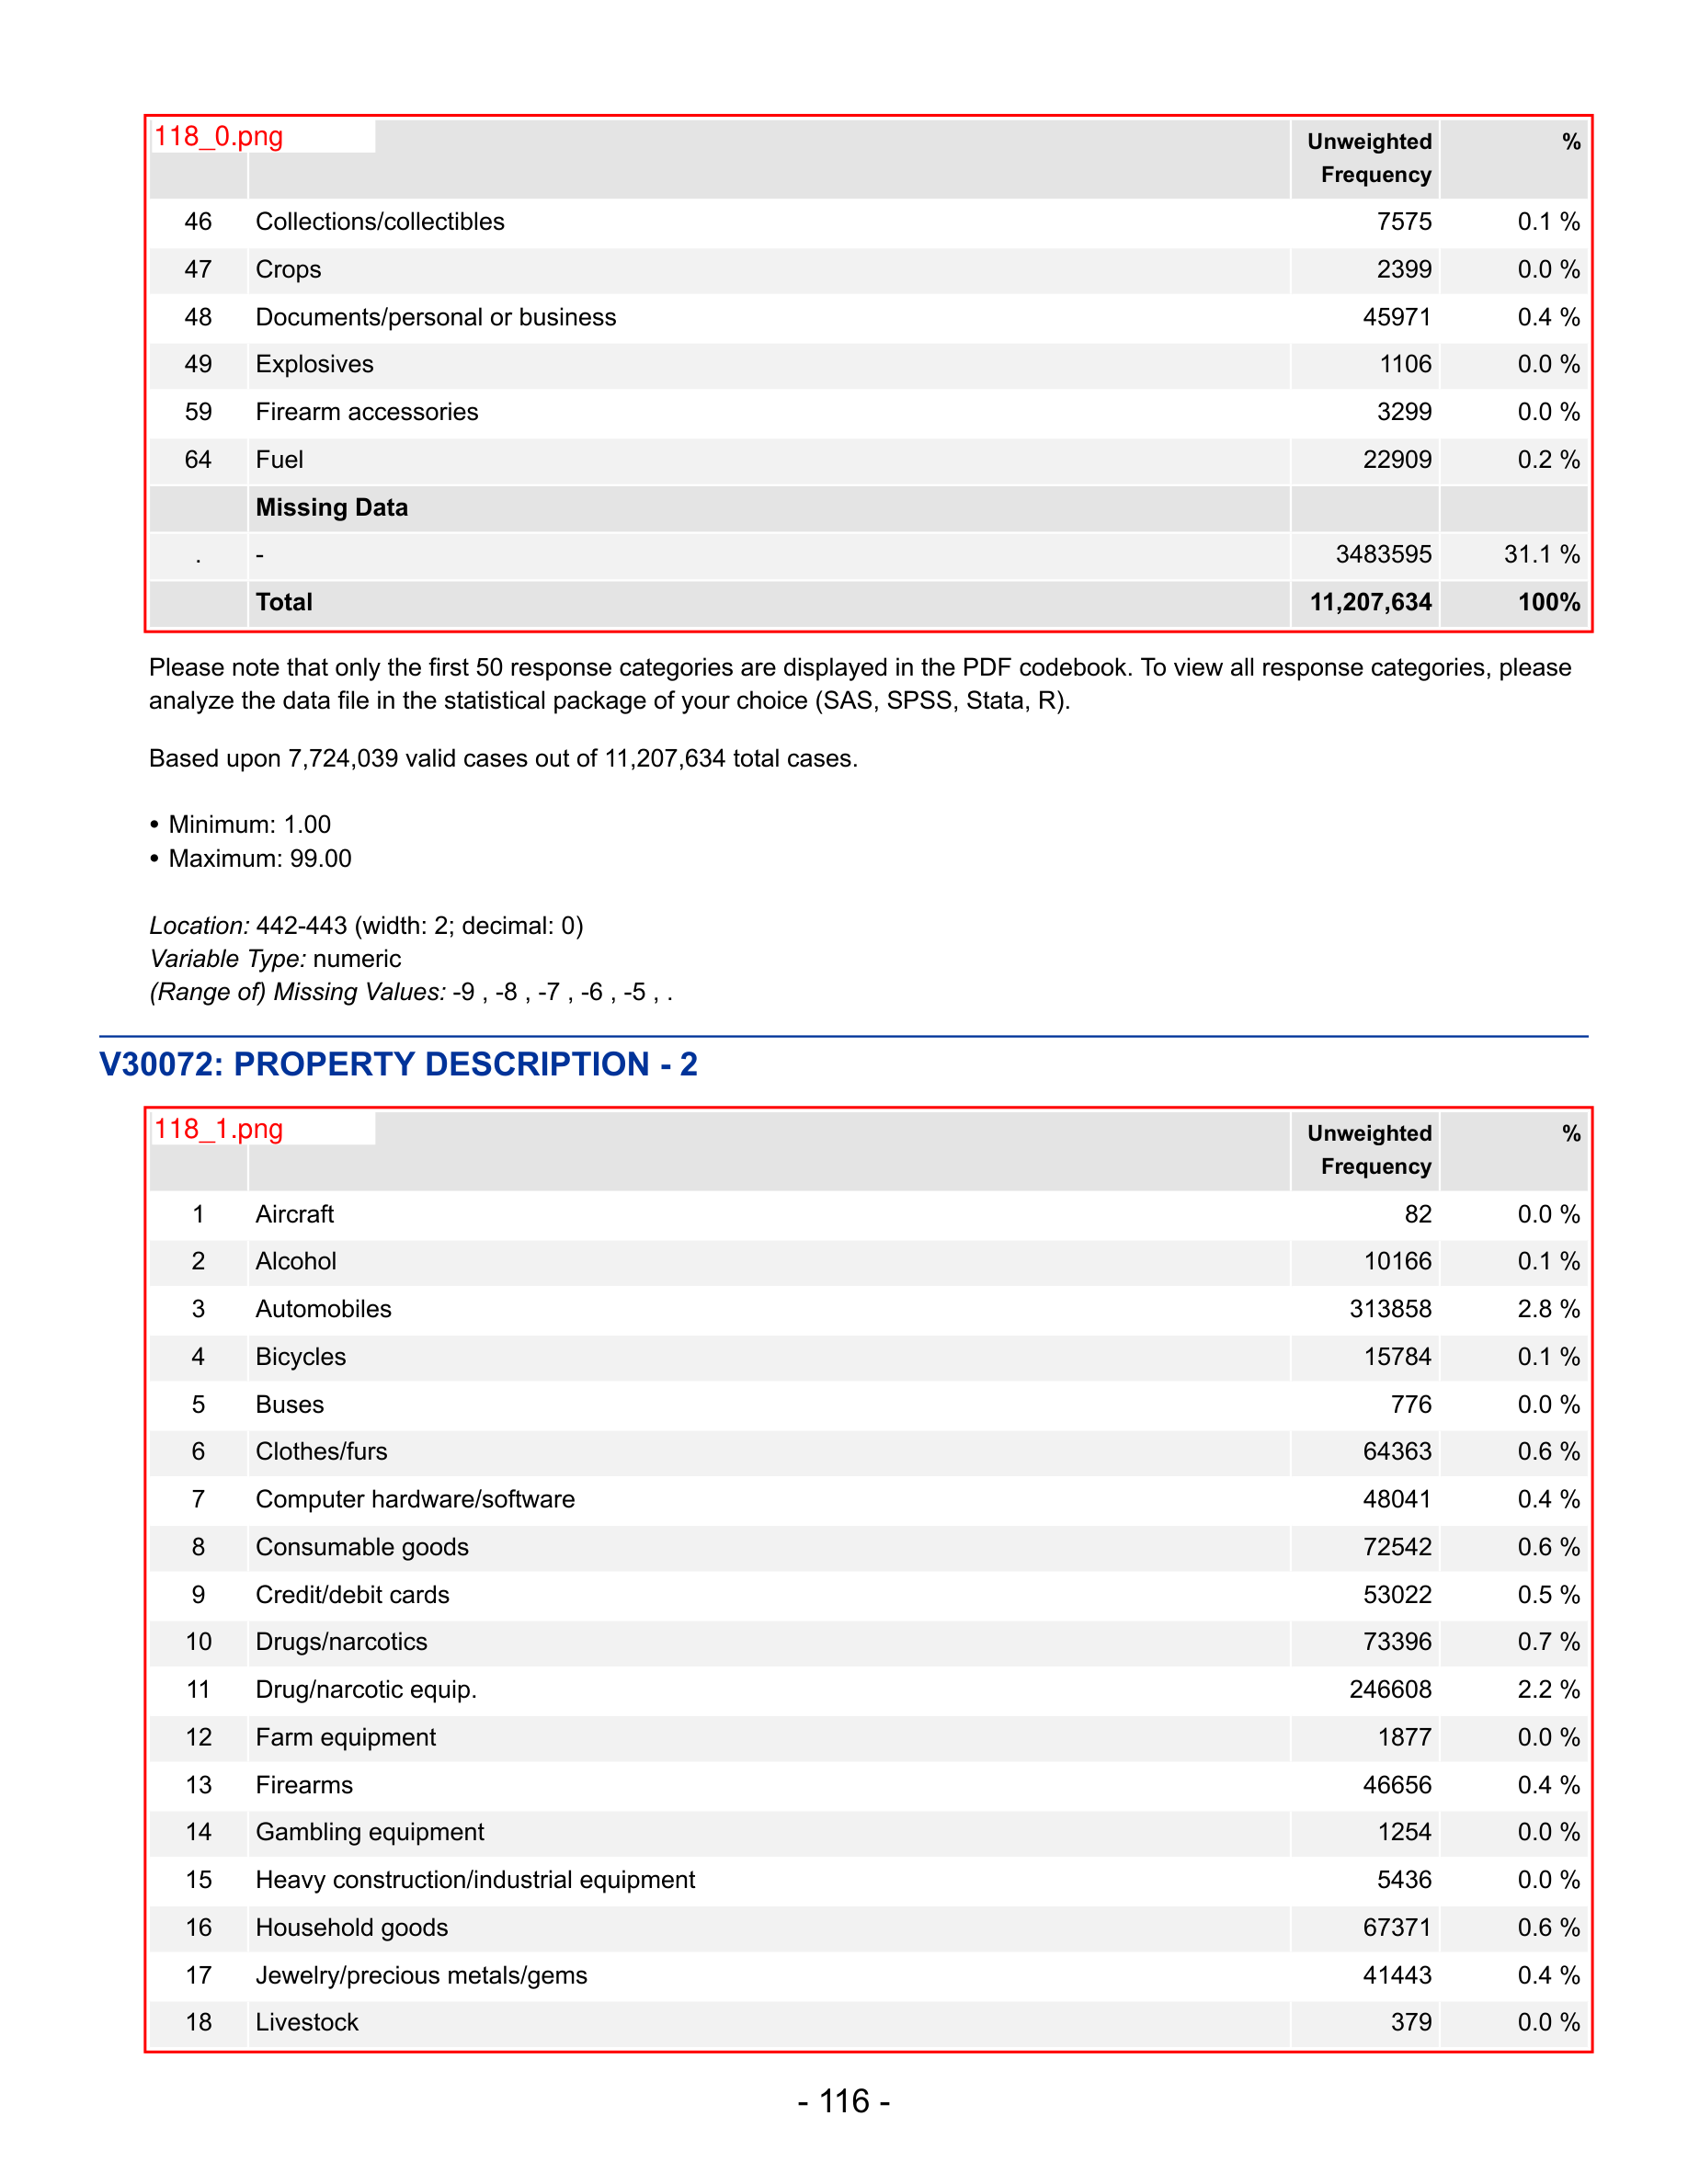 118_0.png
Unweighted Frequency %
46 Collections/collectibles 7575 0.1 %
47 Crops 2399 0.0 %
48 Documents/personal or business 45971 0.4 %
49 Explosives 1106 0.0 %
59 Firearm accessories 3299 0.0 %
64 Fuel 22909 0.2 %
Missing Data
. - 3483595 31.1 %
Total 11,207,634 100%
Please note that only the first 50 response categories are displayed in the PDF codebook. To view all response categories, please
analyze the data file in the statistical package of your choice (SAS, SPSS, Stata, R).
Based upon 7,724,039 valid cases out of 11,207,634 total cases.
• Minimum: 1.00
• Maximum: 99.00
Location: 442-443 (width: 2; decimal: 0)
Variable Type: numeric
(Range of) Missing Values: -9 , -8 , -7 , -6 , -5 , .
V30072: PROPERTY DESCRIPTION - 2
118_1.png
Unweighted Frequency %
1 Aircraft 82 0.0 %
2 Alcohol 10166 0.1 %
3 Automobiles 313858 2.8 %
4 Bicycles 15784 0.1 %
5 Buses 776 0.0 %
6 Clothes/furs 64363 0.6 %
7 Computer hardware/software 48041 0.4 %
8 Consumable goods 72542 0.6 %
9 Credit/debit cards 53022 0.5 %
10 Drugs/narcotics 73396 0.7 %
11 Drug/narcotic equip. 246608 2.2 %
12 Farm equipment 1877 0.0 %
13 Firearms 46656 0.4 %
14 Gambling equipment 1254 0.0 %
15 Heavy construction/industrial equipment 5436 0.0 %
16 Household goods 67371 0.6 %
17 Jewelry/precious metals/gems 41443 0.4 %
18 Livestock 379 0.0 %
- 116 -